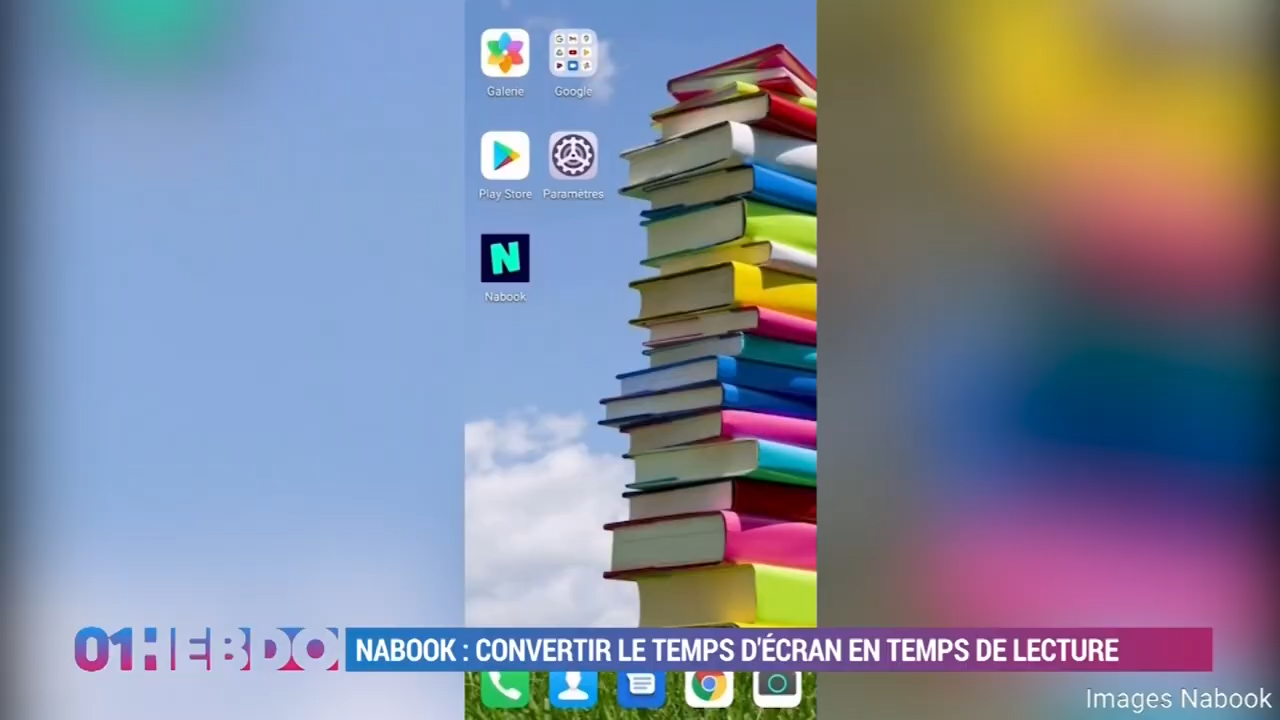 Galerie
Google
Play Store
Paramètres
N
Nabook
01HEBDO
NABOOK : CONVERTIR LE TEMPS D'ÉCRAN EN TEMPS DE LECTURE
Images Nabook